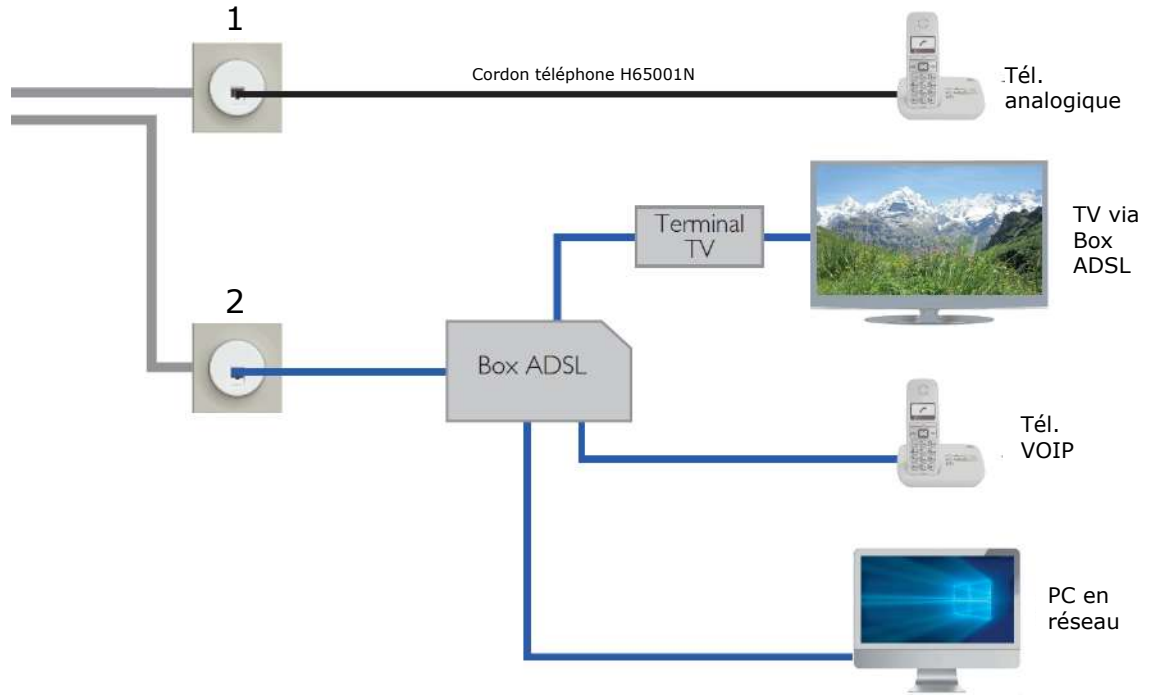 1
Cordon téléphone H65001N
Tél.
analogique
Terminal
TV
TV via
Box
ADSL
2
Box ADSL
Tél.
VOIP
PC en
réseau